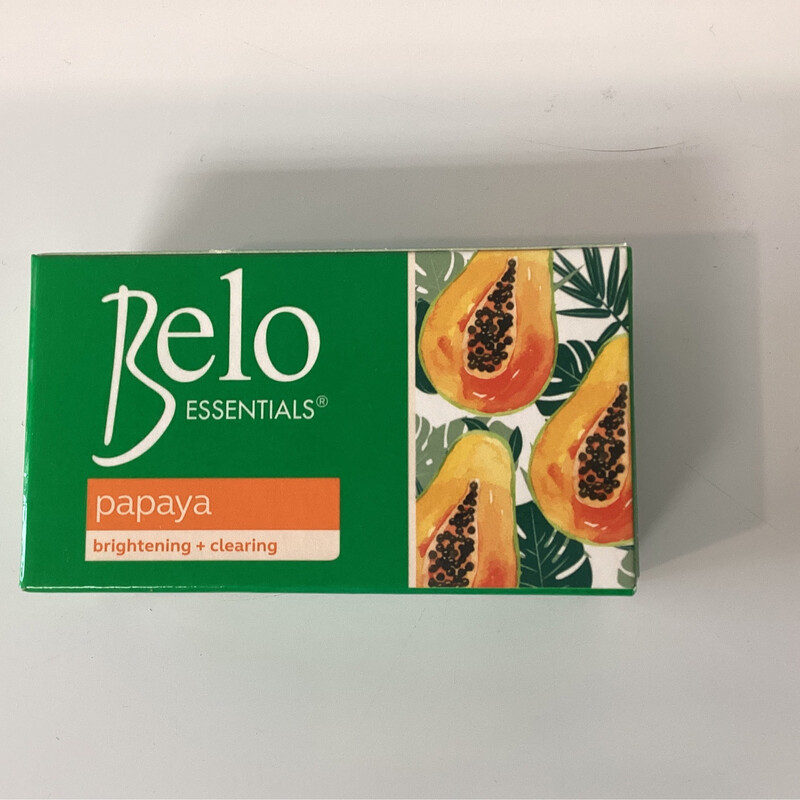 Belo
ESSENTIALS®
papaya
brightening + clearing